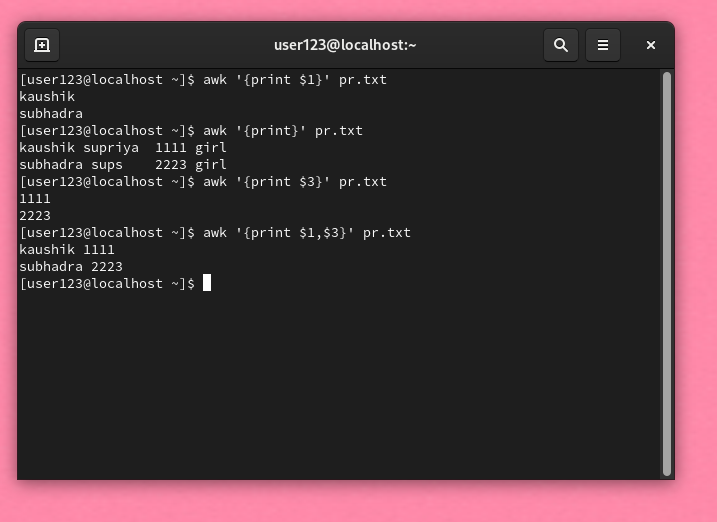 user123@localhost:~
[user123@localhost ~]$ awk '{print $1}' pr.txt
kaushik
subhadra
[user123@localhost ~]$ awk '{print}' pr.txt
kaushik supriya  1111 girl
subhadra sups    2223 girl
[user123@localhost ~]$ awk '{print $3}' pr.txt
1111
2223
[user123@localhost ~]$ awk '{print $1,$3}' pr.txt
kaushik 1111
subhadra 2223
[user123@localhost ~]$